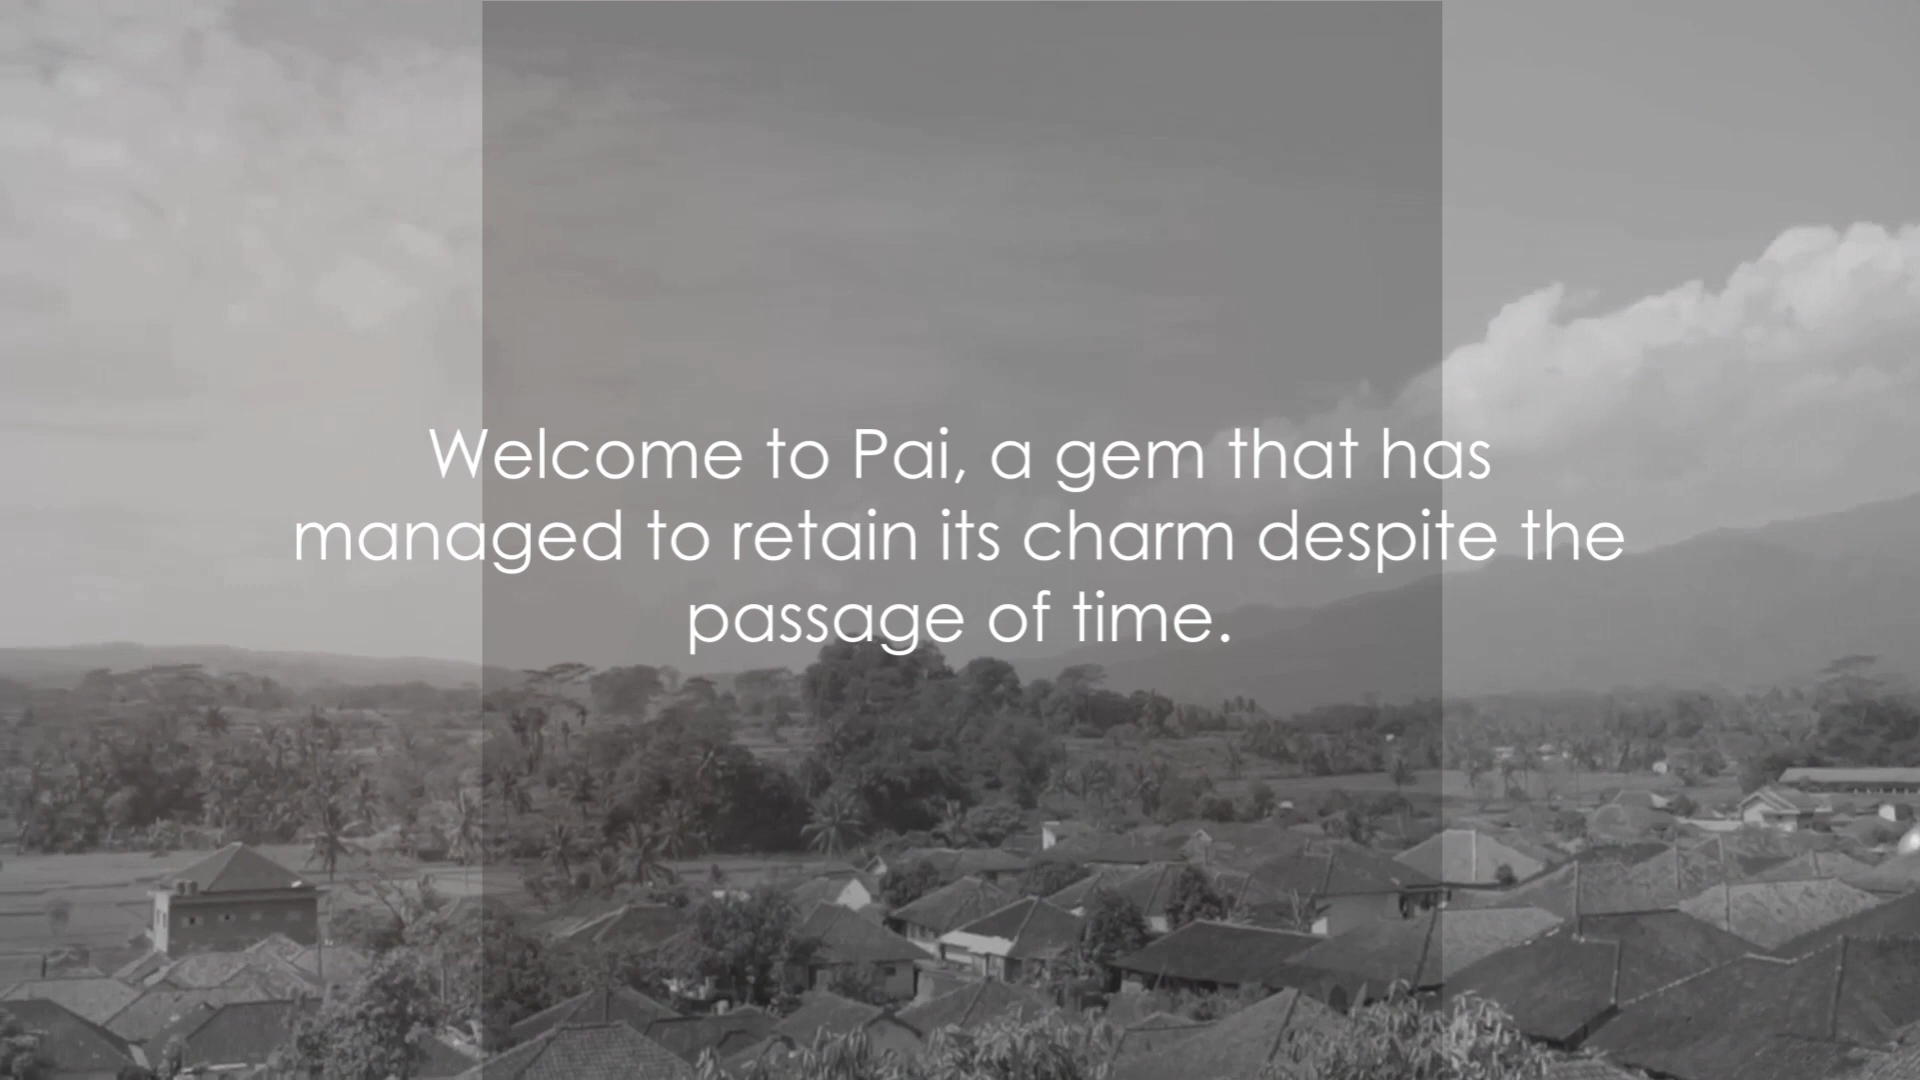 Welcome to Pai, a gem that has
managed to retain its charm despite the
passage of time.